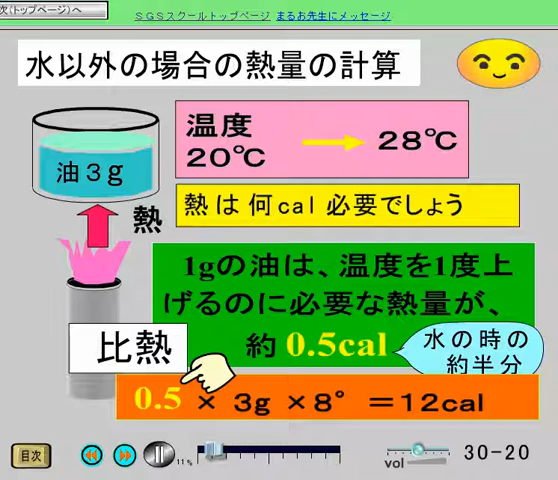 次(トップページ)へ
SGSスクールトップページ まるお先生にメッセージ
水以外の場合の熱量の計算
温度
20℃ 28℃
油3g
熱は何cal必要でしょう
熱
1gの油は、温度を1度上
げるのに必要な熱量が、
約 0.5cal
水の時の
約半分
比熱
0.5 × 3g ×8° =12cal
目次
11%
vol
30-20